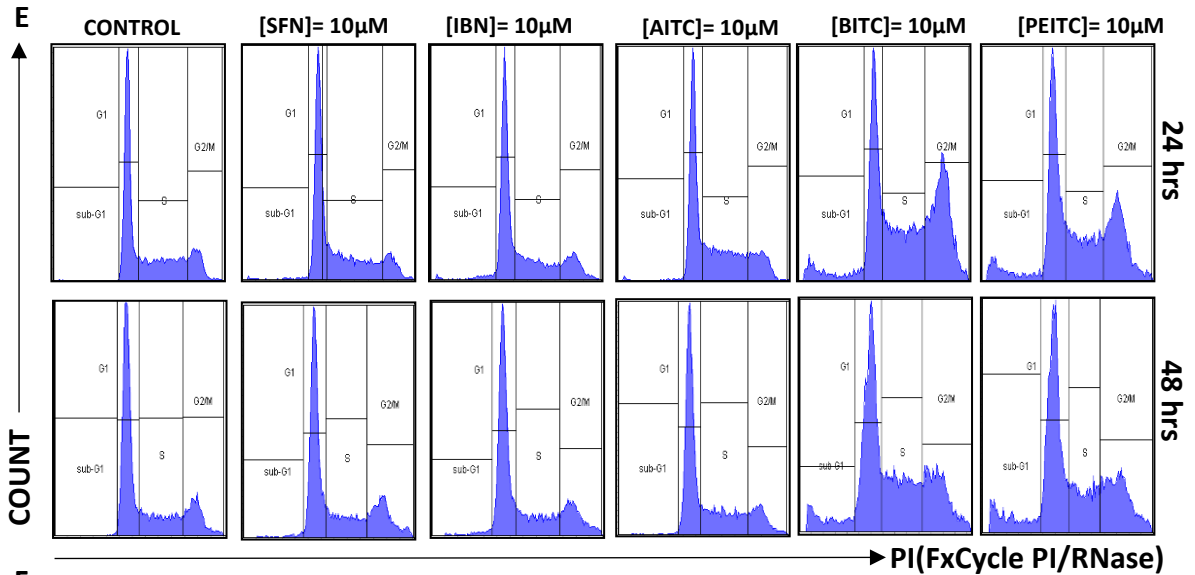 E
CONTROL
[SFN]= 10µM
[IBN]= 10µM
[AITC]= 10µM
[BITC]= 10µM
[PEITC]= 10µM
G1
sub-G1
S
G2/M
G1
sub-G1
S
G2/M
G1
sub-G1
S
G2/M
G1
sub-G1
S
G2/M
G1
sub-G1
S
G2/M
G1
sub-G1
S
G2/M
24 hrs
G1
sub-G1
S
G2/M
G1
sub-G1
S
G2/M
G1
sub-G1
S
G2/M
G1
sub-G1
S
G2/M
G1
sub-G1
S
G2/M
G1
sub-G1
S
G2/M
48 hrs
COUNT
PI(FxCycle PI/RNase)